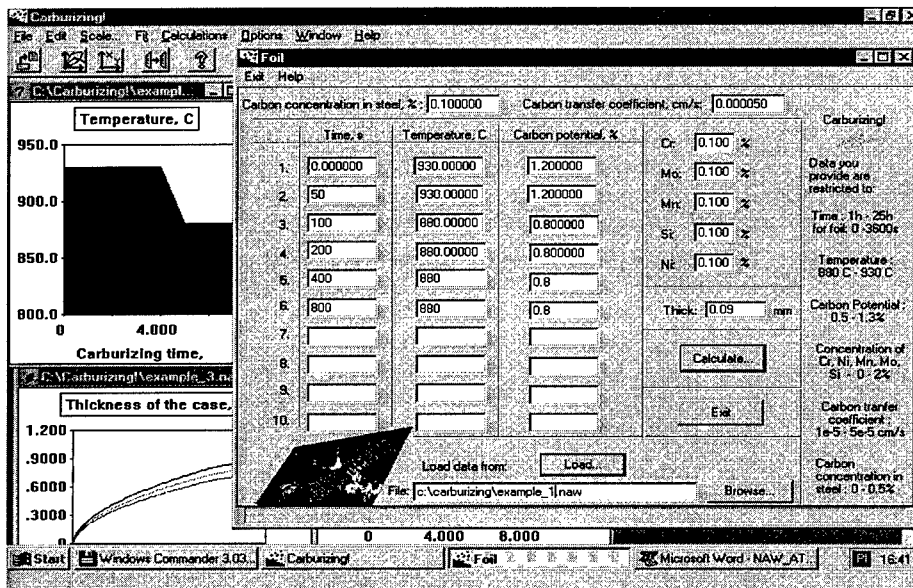 Carburizing!
File Edit Scale... Fit Calculations Options Window Help
C:\Carburizing!\exampl...
Temperature, C
950.0
900.0
850.0
800.0
0 4.000
Carburizing time,
C:\Carburizing!\example_3.na
Thickness of the case,
1.200
.9000
.6000
.3000
0
0 4.000 8.000
Foil
Exit Help
Carbon concentration in steel, % : 0.100000 Carbon transfer coefficient, cm/s: 0.000050
Time, s Temperature, C Carbon potential, %
1. 0.000000 930.00000 1.200000
2. 50 930.00000 1.200000
3. 100 880.00000 0.800000
4. 200 880.00000 0.800000
5. 400 880 0.8
6. 800 880 0.8
7.
8.
9.
10.
Cr: 0.100 %
Mo: 0.100 %
Mn: 0.100 %
Si: 0.100 %
Ni: 0.100 %
Thick.: 0.09 mm
Calculate...
Exit
Load data from: Load...
File: c:\carburizing\example_1.naw Browse...
Carburizing!
Data you
provide are
restricted to:
Time : 1h - 25h
for foil: 0 -3600s
Temperature :
880 C - 930 C
Carbon Potential :
0.5 - 1.3%
Concentration of
Cr, Ni, Mn, Mo,
Si - 0 - 2%
Carbon tranfer
coefficient :
1e-5 - 5e-5 cm/s
Carbon
concentration in
steel : 0 - 0.5%
Start Windows Commander 3.03... Carburizing! Foil Microsoft Word - NAW_AT... Pl 16:41